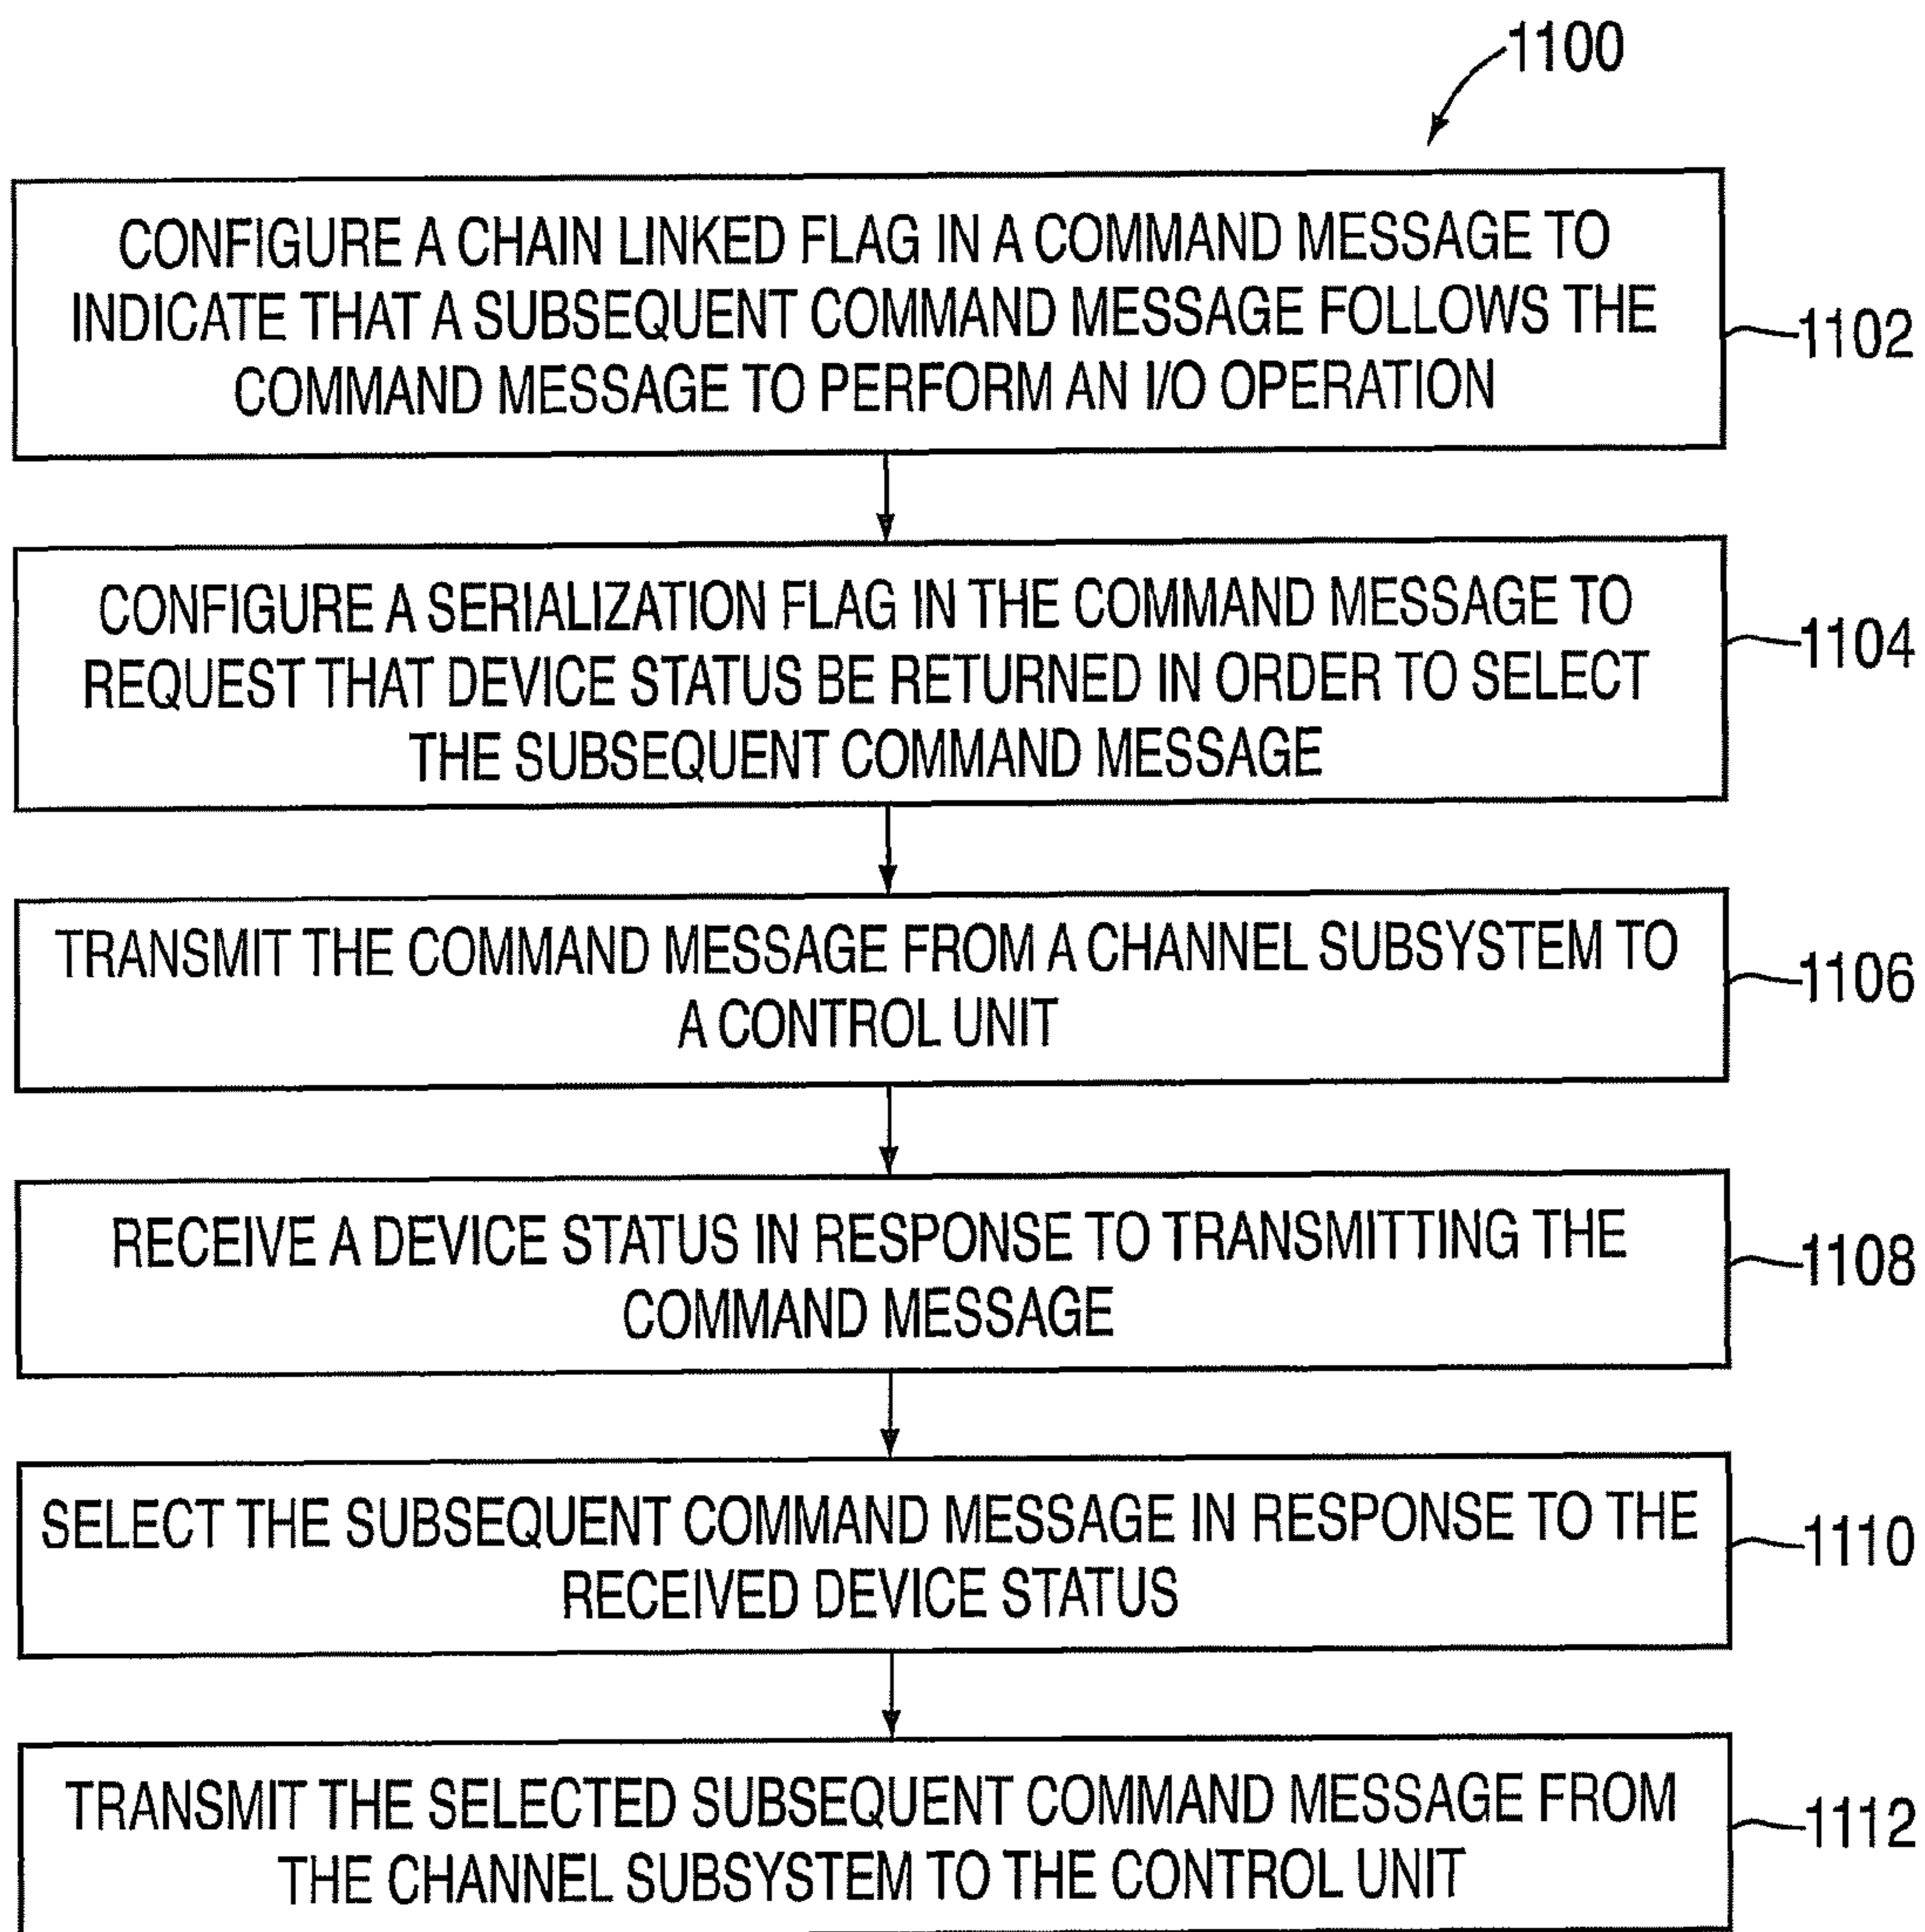 1100
CONFIGURE A CHAIN LINKED FLAG IN A COMMAND MESSAGE TO
INDICATE THAT A SUBSEQUENT COMMAND MESSAGE FOLLOWS THE
COMMAND MESSAGE TO PERFORM AN I/O OPERATION
1102
CONFIGURE A SERIALIZATION FLAG IN THE COMMAND MESSAGE TO
REQUEST THAT DEVICE STATUS BE RETURNED IN ORDER TO SELECT
THE SUBSEQUENT COMMAND MESSAGE
1104
TRANSMIT THE COMMAND MESSAGE FROM A CHANNEL SUBSYSTEM TO
A CONTROL UNIT
1106
RECEIVE A DEVICE STATUS IN RESPONSE TO TRANSMITTING THE
COMMAND MESSAGE
1108
SELECT THE SUBSEQUENT COMMAND MESSAGE IN RESPONSE TO THE
RECEIVED DEVICE STATUS
1110
TRANSMIT THE SELECTED SUBSEQUENT COMMAND MESSAGE FROM
THE CHANNEL SUBSYSTEM TO THE CONTROL UNIT
1112